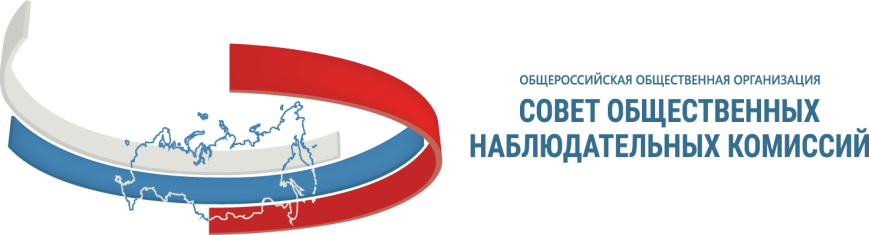 ОБЩЕРОССИЙСКАЯ ОБЩЕСТВЕННАЯ ОРГАНИЗАЦИЯ
СОВЕТ ОБЩЕСТВЕННЫХ
НАБЛЮДАТЕЛЬНЫХ КОМИССИЙ